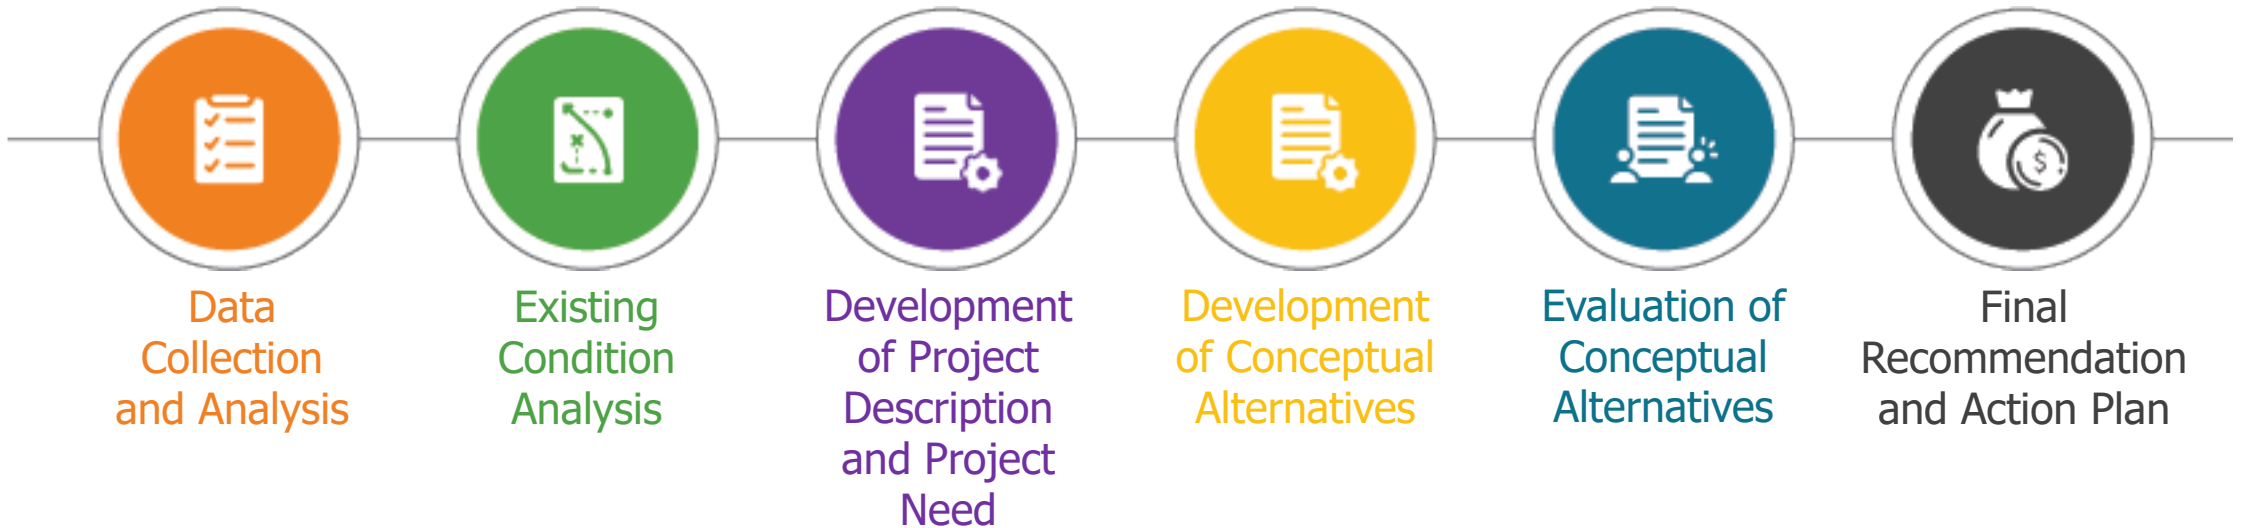 Data
Collection
and Analysis
Existing
Condition
Analysis
Development
of Project
Description
and Project
Need
Development
of Conceptual
Alternatives
Evaluation of
Conceptual
Alternatives
$
Final
Recommendation
and Action Plan